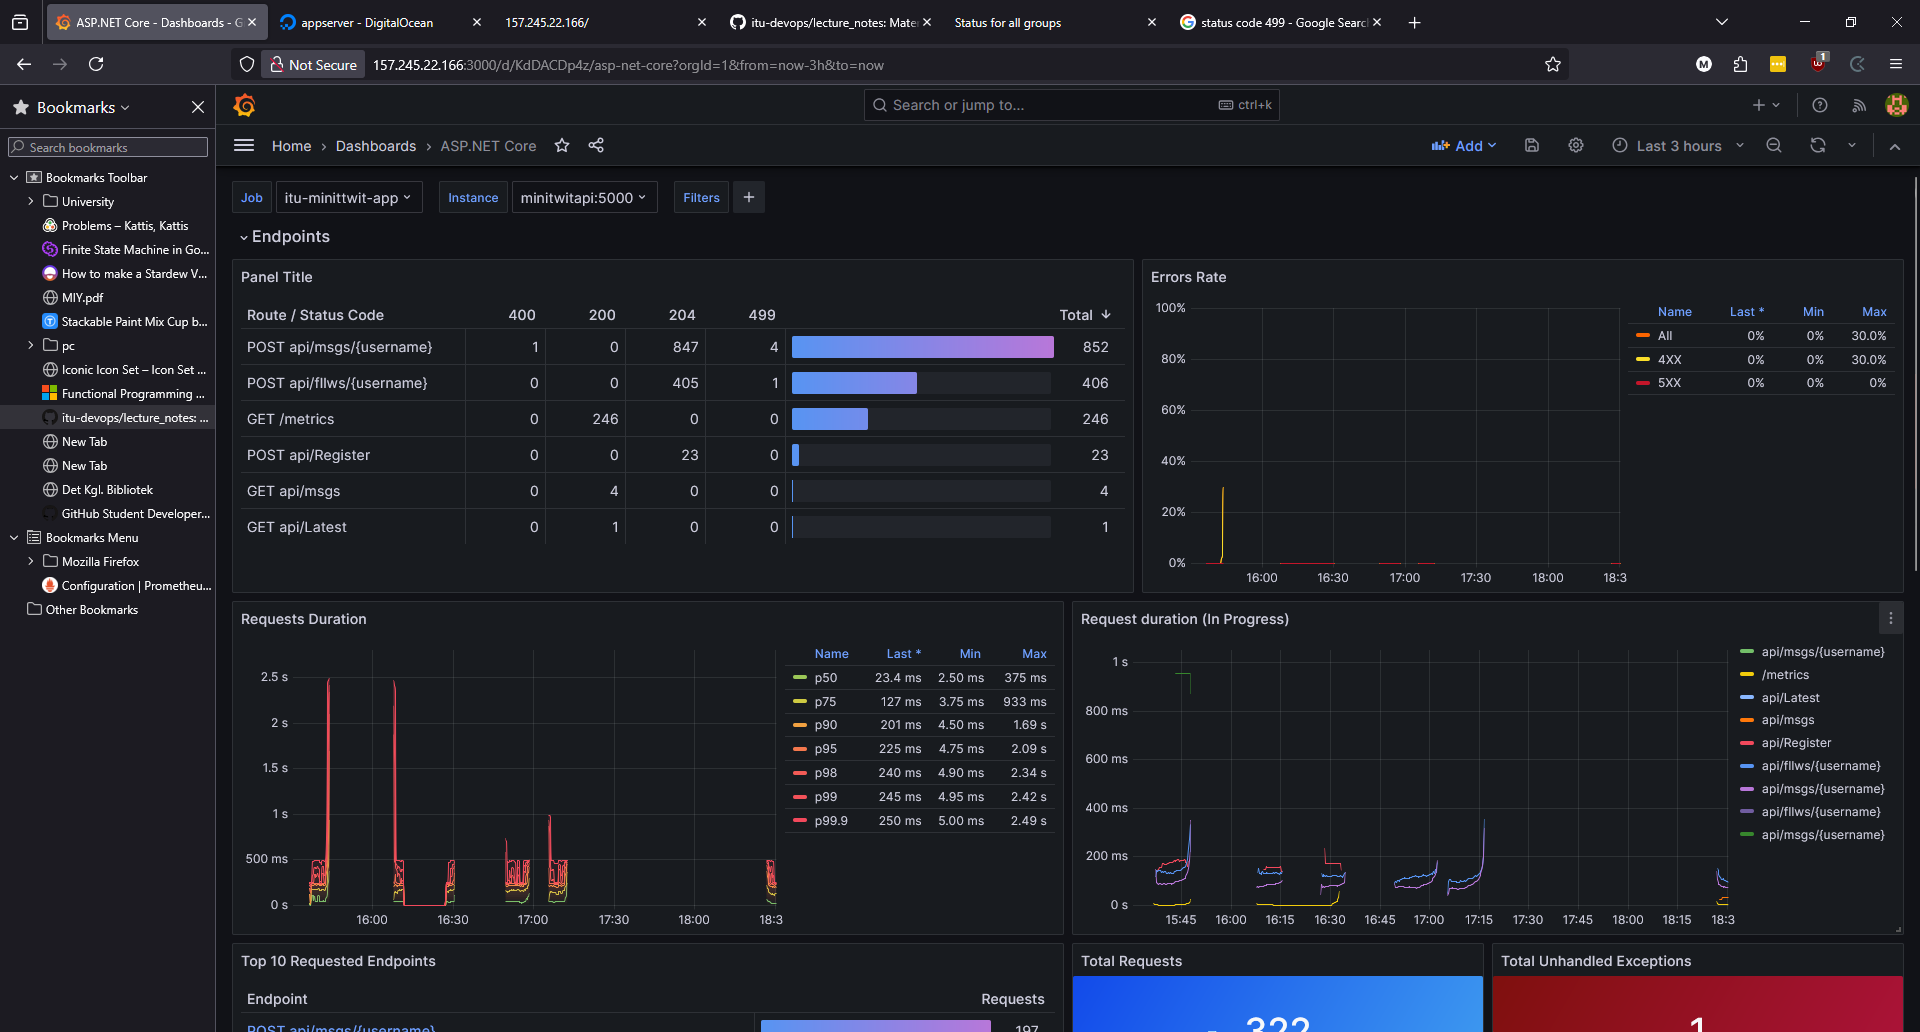 ASP.NET Core - Dashboards - G
appserver - DigitalOcean
157.245.22.166/
itu-devops/lecture_notes: Mater
Status for all groups
status code 499 - Google Search
Not Secure
157.245.22.166:3000/d/KdDACDp4z/asp-net-core?orgId=1&from=now-3h&to=now
1
Bookmarks
Search bookmarks
Bookmarks Toolbar
University
Problems – Kattis, Kattis
Finite State Machine in Go...
How to make a Stardew V...
MIY.pdf
Stackable Paint Mix Cup b...
pc
Iconic Icon Set – Icon Set ...
Functional Programming ...
itu-devops/lecture_notes: ...
New Tab
New Tab
Det Kgl. Bibliotek
GitHub Student Developer...
Bookmarks Menu
Mozilla Firefox
Configuration | Prometheu...
Other Bookmarks
Search or jump to...
ctrl+k
Home › Dashboards › ASP.NET Core
Add
Last 3 hours
Job itu-minittwit-app Instance minitwitapi:5000 Filters +
Endpoints
Panel Title
Route / Status Code 400 200 204 499 Total
POST api/msgs/{username} 1 0 847 4 852
POST api/fllws/{username} 0 0 405 1 406
GET /metrics 0 246 0 0 246
POST api/Register 0 0 23 0 23
GET api/msgs 0 4 0 0 4
GET api/Latest 0 1 0 0 1
Errors Rate
100%
80%
60%
40%
20%
0%
16:00 16:30 17:00 17:30 18:00 18:3
Name Last * Min Max
All 0% 0% 30.0%
4XX 0% 0% 30.0%
5XX 0% 0% 0%
Requests Duration
2.5 s
2 s
1.5 s
1 s
500 ms
0 s
16:00 16:30 17:00 17:30 18:00 18:3
Name Last * Min Max
p50 23.4 ms 2.50 ms 375 ms
p75 127 ms 3.75 ms 933 ms
p90 201 ms 4.50 ms 1.69 s
p95 225 ms 4.75 ms 2.09 s
p98 240 ms 4.90 ms 2.34 s
p99 245 ms 4.95 ms 2.42 s
p99.9 250 ms 5.00 ms 2.49 s
Request duration (In Progress)
1 s
800 ms
600 ms
400 ms
200 ms
0 s
15:45 16:00 16:15 16:30 16:45 17:00 17:15 17:30 17:45 18:00 18:15 18:3
api/msgs/{username}
/metrics
api/Latest
api/msgs
api/Register
api/fllws/{username}
api/msgs/{username}
api/fllws/{username}
api/msgs/{username}
Top 10 Requested Endpoints
Endpoint Requests
POST api/msgs/{username} 197
Total Requests
322
Total Unhandled Exceptions
1